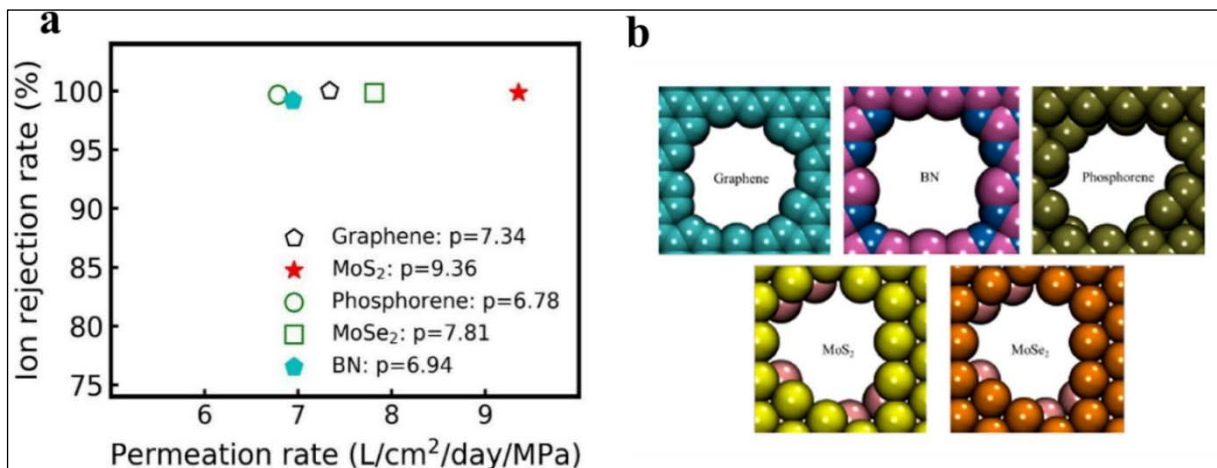 a
Ion rejection rate (%)
100
95
90
85
80
75
Graphene: p=7.34
MoS₂: p=9.36
Phosphorene: p=6.78
MoSe₂: p=7.81
BN: p=6.94
6 7 8 9
Permeation rate (L/cm²/day/MPa)
b
Graphene
BN
Phosphorene
MoS₂
MoSe₂